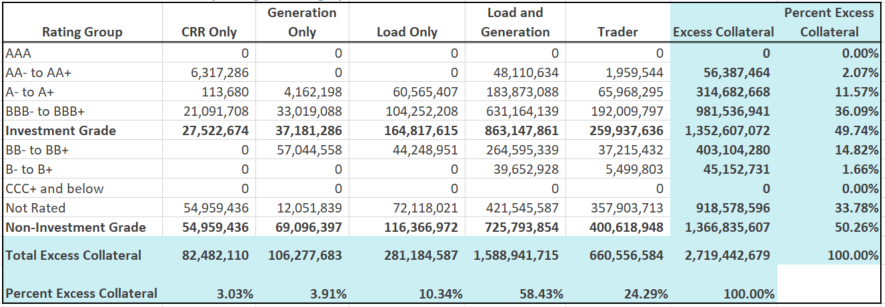 Generation Load and Percent Excess
Rating Group CRR Only Only Load Only Generation Trader Excess Collateral Collateral
AAA 0 0 0 0 0 0 0.00%
AA- to AA+ 6,317,286 0 0 48,110,634 1,959,544 56,387,464 2.07%
A- to A+ 113,680 4,162,198 60,565,407 183,873,088 65,968,295 314,682,668 11.57%
BBB- to BBB+ 21,091,708 33,019,088 104,252,208 631,164,139 192,009,797 981,536,941 36.09%
Investment Grade 27,522,674 37,181,286 164,817,615 863,147,861 259,937,636 1,352,607,072 49.74%
BB- to BB+ 0 57,044,558 44,248,951 264,595,339 37,215,432 403,104,280 14.82%
B- to B+ 0 0 0 39,652,928 5,499,803 45,152,731 1.66%
CCC+ and below 0 0 0 0 0 0 0.00%
Not Rated 54,959,436 12,051,839 72,118,021 421,545,587 357,903,713 918,578,596 33.78%
Non-Investment Grade 54,959,436 69,096,397 116,366,972 725,793,854 400,618,948 1,366,835,607 50.26%
Total Excess Collateral 82,482,110 106,277,683 281,184,587 1,588,941,715 660,556,584 2,719,442,679 100.00%
Percent Excess Collateral 3.03% 3.91% 10.34% 58.43% 24.29% 100.00%